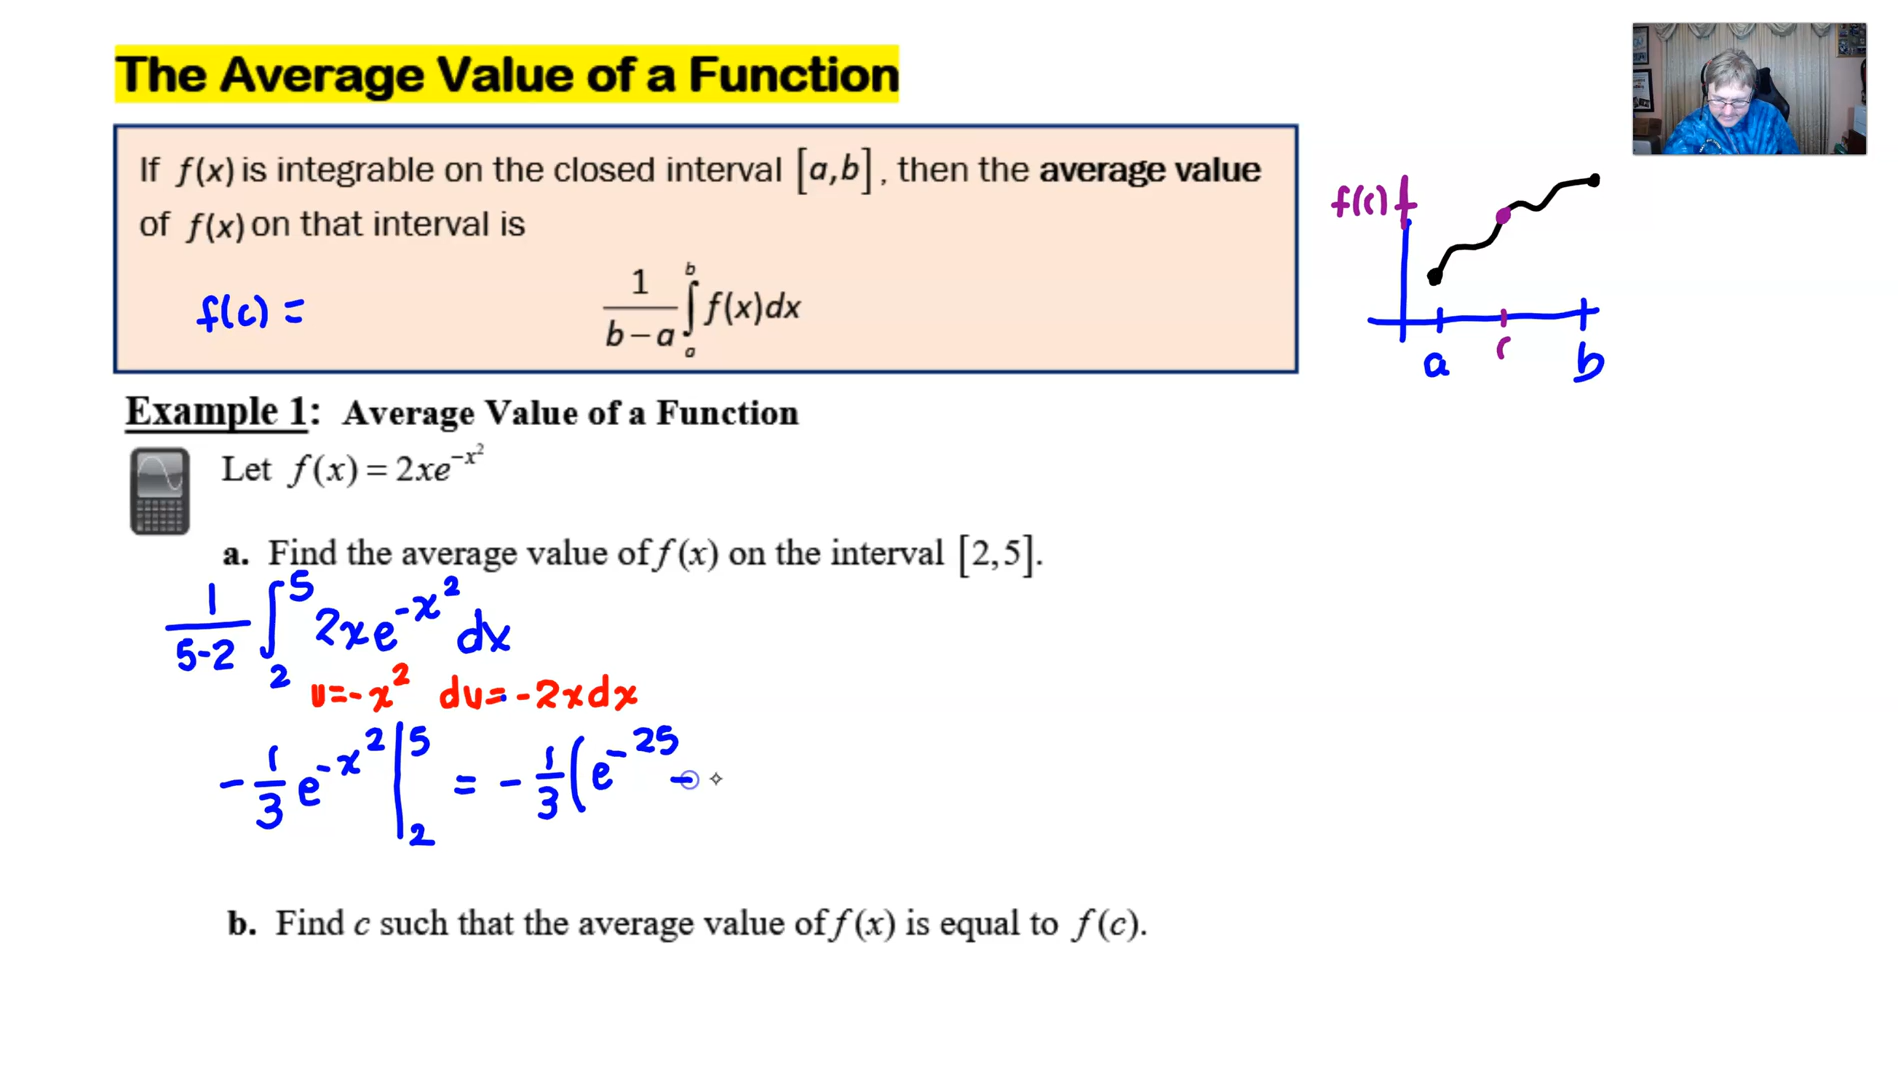 The Average Value of a Function
If f(x) is integrable on the closed interval [a,b], then the average value
of f(x) on that interval is
f(c) = 1/(b−a) ∫_a^b f(x)dx
f(c)
a c b
Example 1: Average Value of a Function
Let f(x) = 2xe^{−x²}
a. Find the average value of f(x) on the interval [2,5].
1/(5-2) ∫_2^5 2xe^{-x²} dx
u=-x² du=-2xdx
-1/3 e^{-x²} |_2^5 = -1/3 (e^{-25} -
b. Find c such that the average value of f(x) is equal to f(c).